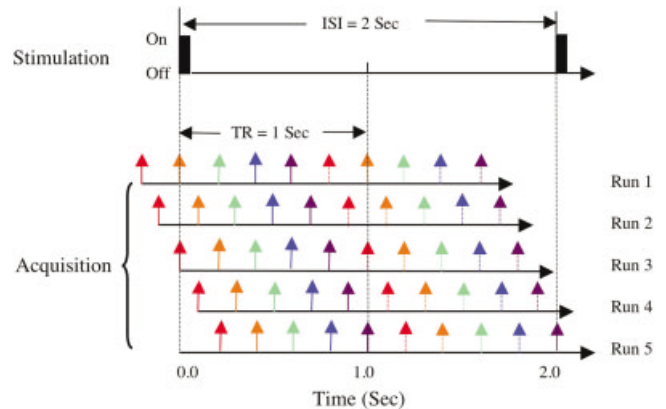 ISI = 2 Sec
On
Stimulation
Off
TR = 1 Sec
Run 1
Run 2
Run 3
Acquisition
Run 4
Run 5
0.0 1.0 2.0
Time (Sec)